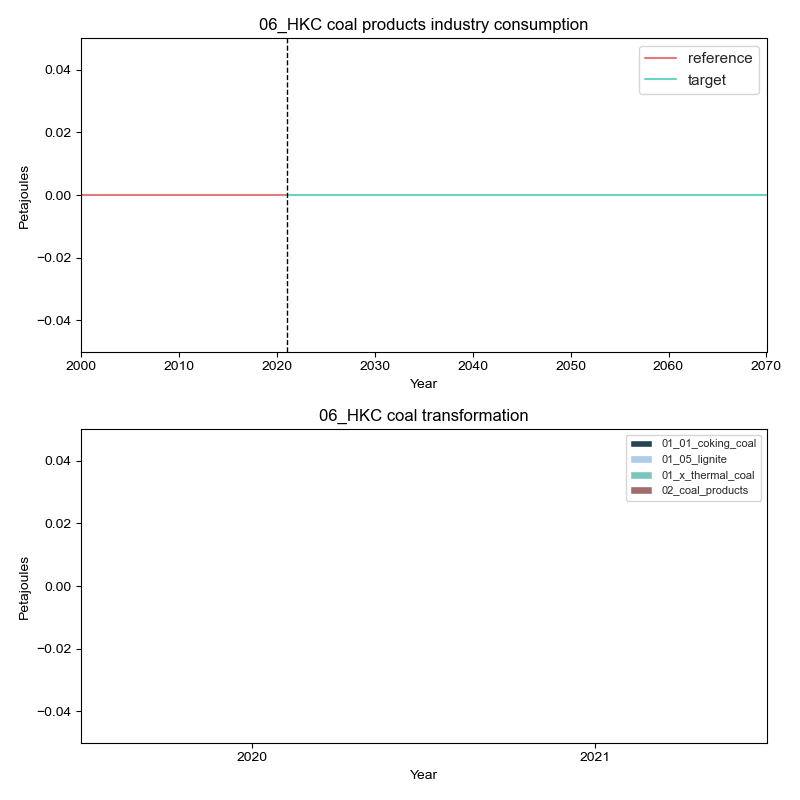 06_HKC coal products industry consumption
reference
target
0.04
0.02
0.00
−0.02
−0.04
Petajoules
2000 2010 2020 2030 2040 2050 2060 2070
Year
06_HKC coal transformation
01_01_coking_coal
01_05_lignite
01_x_thermal_coal
02_coal_products
0.04
0.02
0.00
−0.02
−0.04
Petajoules
2020 2021
Year